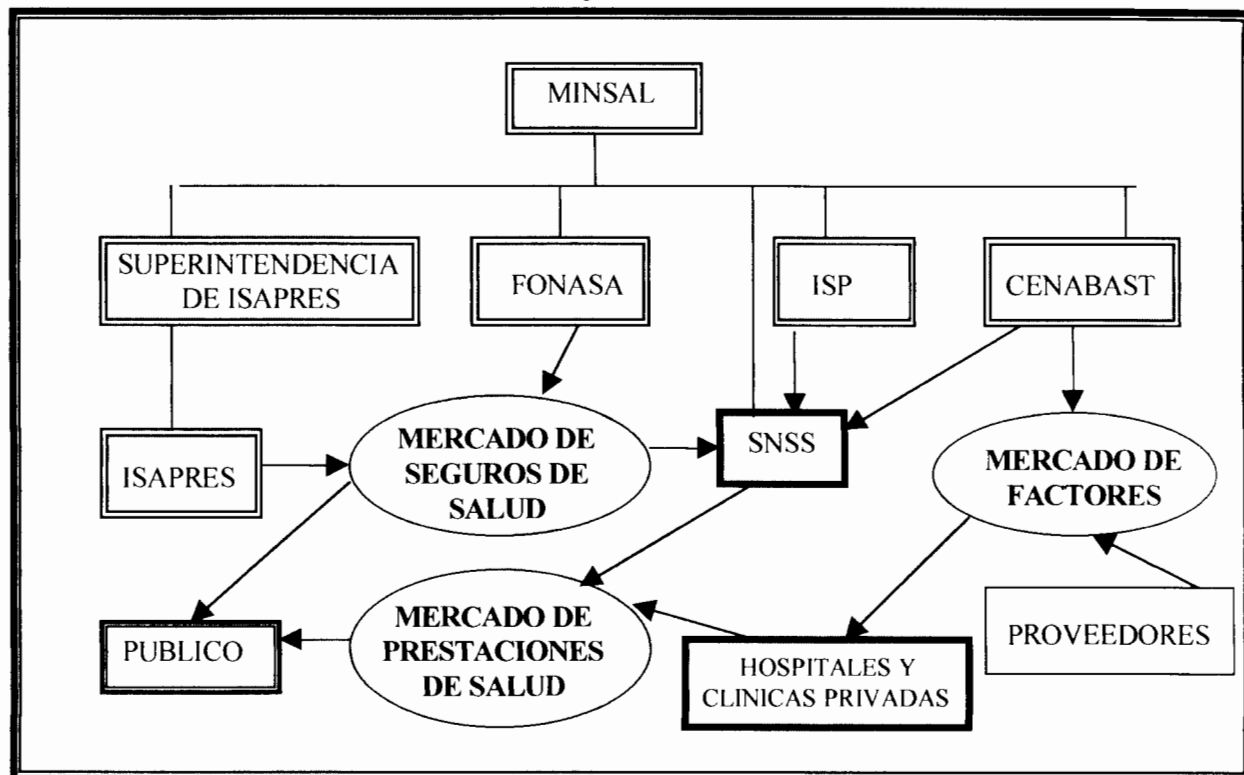 MINSAL
SUPERINTENDENCIA
DE ISAPRES
FONASA
ISP
CENABAST
ISAPRES
MERCADO DE
SEGUROS DE
SALUD
SNSS
MERCADO DE
FACTORES
PUBLICO
MERCADO DE
PRESTACIONES
DE SALUD
HOSPITALES Y
CLINICAS PRIVADAS
PROVEEDORES